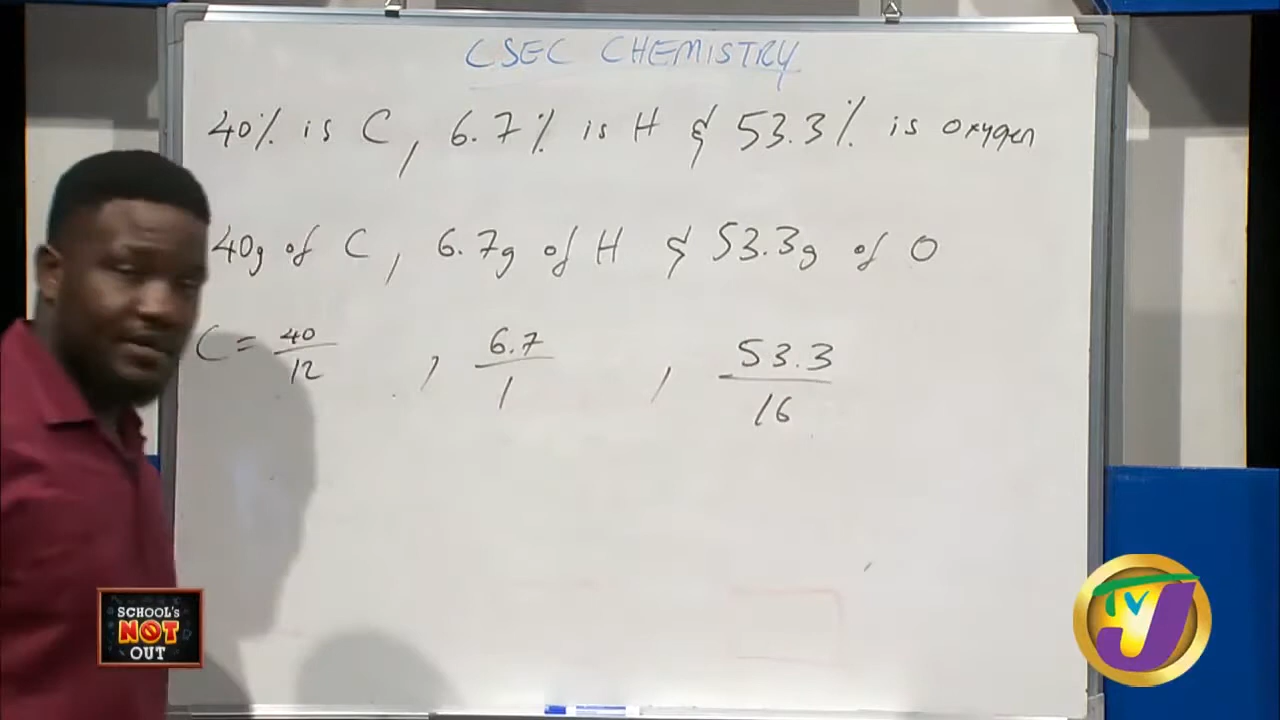 CSEC CHEMISTRY
40% is C, 6.7% is H & 53.3% is oxygen
40g of C, 6.7g of H & 53.3g of O
C = 40/12 , 6.7/1 , 53.3/16
SCHOOL'S
NOT
OUT
TVJ